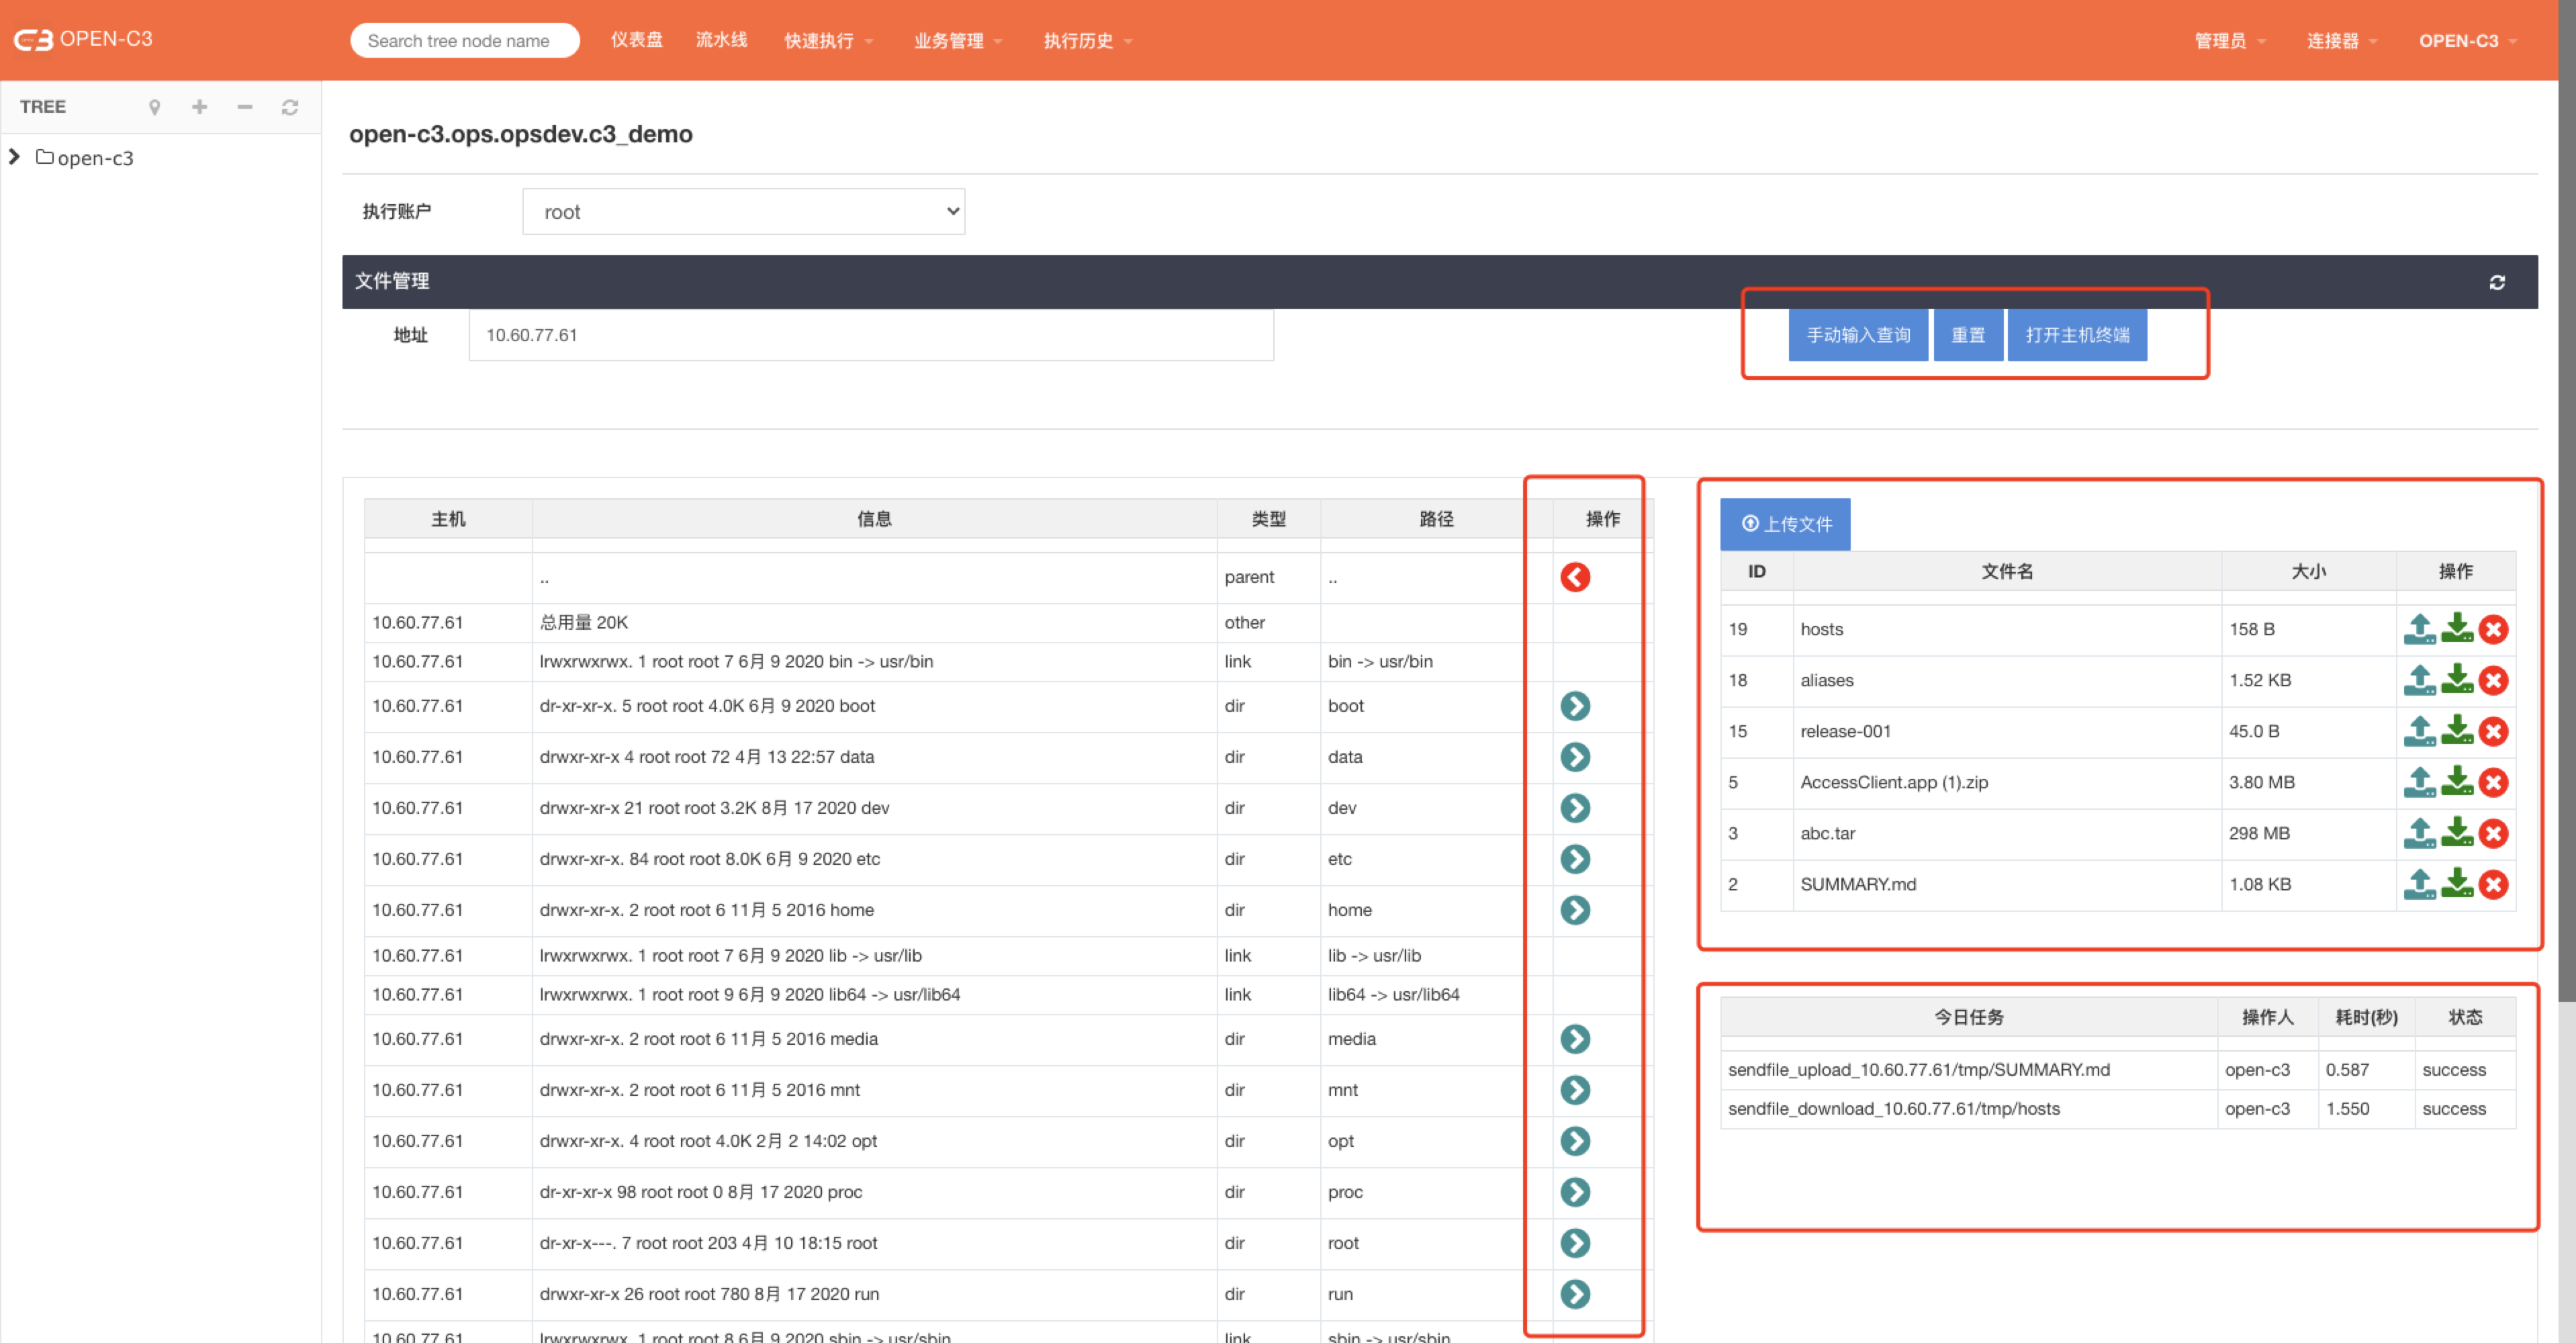 OPEN-C3
Search tree node name 仪表盘 流水线 快速执行 业务管理 执行历史 管理员 连接器 OPEN-C3
TREE
open-c3
open-c3.ops.opsdev.c3_demo
执行账户 root
文件管理
地址 10.60.77.61 手动输入查询 重置 打开主机终端
主机 信息 类型 路径 操作
.. parent ..
10.60.77.61 总用量 20K other
10.60.77.61 lrwxrwxrwx. 1 root root 7 6月 9 2020 bin -> usr/bin link bin -> usr/bin
10.60.77.61 dr-xr-xr-x. 5 root root 4.0K 6月 9 2020 boot dir boot
10.60.77.61 drwxr-xr-x 4 root root 72 4月 13 22:57 data dir data
10.60.77.61 drwxr-xr-x 21 root root 3.2K 8月 17 2020 dev dir dev
10.60.77.61 drwxr-xr-x. 84 root root 8.0K 6月 9 2020 etc dir etc
10.60.77.61 drwxr-xr-x. 2 root root 6 11月 5 2016 home dir home
10.60.77.61 lrwxrwxrwx. 1 root root 7 6月 9 2020 lib -> usr/lib link lib -> usr/lib
10.60.77.61 lrwxrwxrwx. 1 root root 9 6月 9 2020 lib64 -> usr/lib64 link lib64 -> usr/lib64
10.60.77.61 drwxr-xr-x. 2 root root 6 11月 5 2016 media dir media
10.60.77.61 drwxr-xr-x. 2 root root 6 11月 5 2016 mnt dir mnt
10.60.77.61 drwxr-xr-x. 4 root root 4.0K 2月 2 14:02 opt dir opt
10.60.77.61 dr-xr-xr-x 98 root root 0 8月 17 2020 proc dir proc
10.60.77.61 dr-xr-x---. 7 root root 203 4月 10 18:15 root dir root
10.60.77.61 drwxr-xr-x 26 root root 780 8月 17 2020 run dir run
10.60.77.61 lrwxrwxrwx. 1 root root 8 6月 9 2020 sbin -> usr/sbin link sbin -> usr/sbin
上传文件
ID 文件名 大小 操作
19 hosts 158 B
18 aliases 1.52 KB
15 release-001 45.0 B
5 AccessClient.app (1).zip 3.80 MB
3 abc.tar 298 MB
2 SUMMARY.md 1.08 KB
今日任务 操作人 耗时(秒) 状态
sendfile_upload_10.60.77.61/tmp/SUMMARY.md open-c3 0.587 success
sendfile_download_10.60.77.61/tmp/hosts open-c3 1.550 success